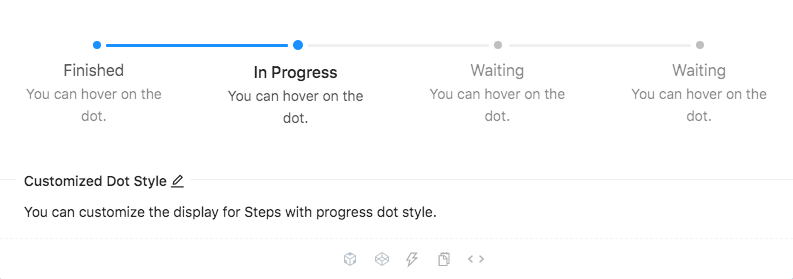 Finished
In Progress
Waiting
Waiting
You can hover on the
dot.
You can hover on the
dot.
You can hover on the
dot.
You can hover on the
dot.
Customized Dot Style
You can customize the display for Steps with progress dot style.